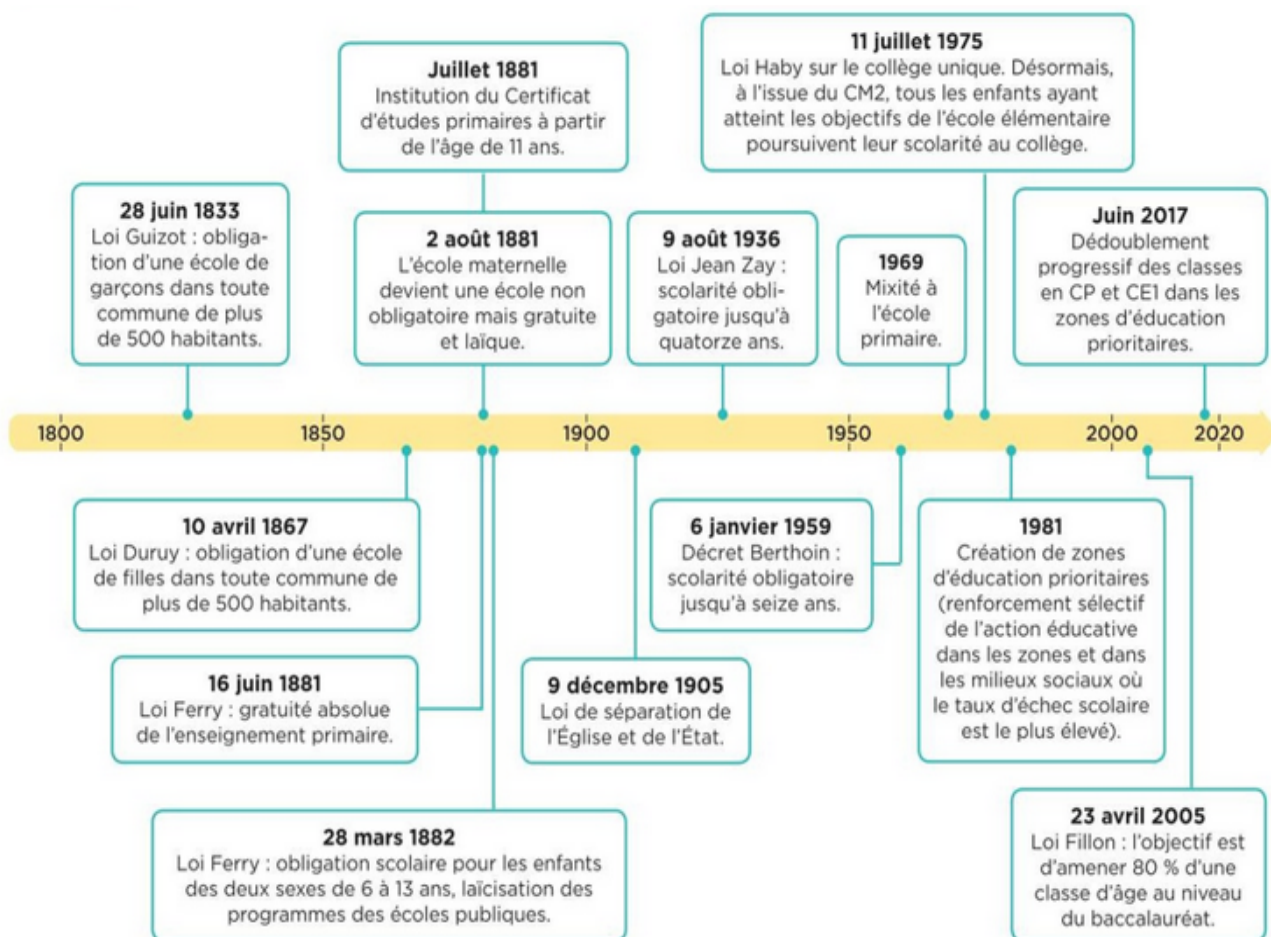 Juillet 1881
Institution du Certificat
d'études primaires à partir
de l'âge de 11 ans.
11 juillet 1975
Loi Haby sur le collège unique. Désormais,
à l'issue du CM2, tous les enfants ayant
atteint les objectifs de l'école élémentaire
poursuivent leur scolarité au collège.
28 juin 1833
Loi Guizot : obliga-
tion d'une école de
garçons dans toute
commune de plus
de 500 habitants.
2 août 1881
L'école maternelle
devient une école non
obligatoire mais gratuite
et laïque.
9 août 1936
Loi Jean Zay :
scolarité obli-
gatoire jusqu'à
quatorze ans.
1969
Mixité à
l'école
primaire.
Juin 2017
Dédoublement
progressif des classes
en CP et CE1 dans les
zones d'éducation
prioritaires.
1800 1850 1900 1950 2000 2020
10 avril 1867
Loi Duruy : obligation d'une école
de filles dans toute commune de
plus de 500 habitants.
16 juin 1881
Loi Ferry : gratuité absolue
de l'enseignement primaire.
28 mars 1882
Loi Ferry : obligation scolaire pour les enfants
des deux sexes de 6 à 13 ans, laïcisation des
programmes des écoles publiques.
9 décembre 1905
Loi de séparation de
l'Église et de l'État.
6 janvier 1959
Décret Berthoin :
scolarité obligatoire
jusqu'à seize ans.
1981
Création de zones
d'éducation prioritaires
(renforcement sélectif
de l'action éducative
dans les zones et dans
les milieux sociaux où
le taux d'échec scolaire
est le plus élevé).
23 avril 2005
Loi Fillon : l'objectif est
d'amener 80 % d'une
classe d'âge au niveau
du baccalauréat.